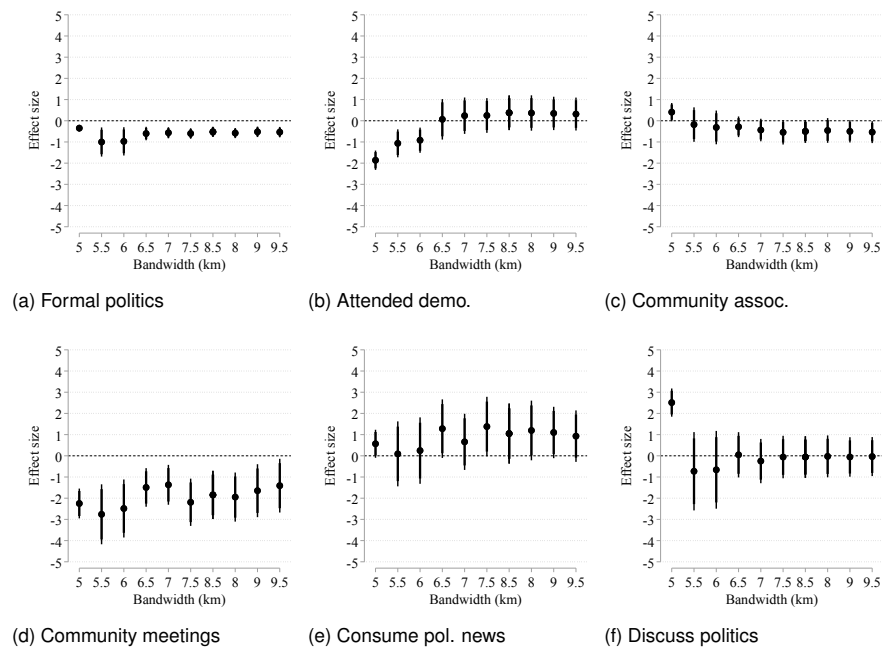 5
4
3
2
1
0
-1
-2
-3
-4
-5
Effect size
5 5.5 6 6.5 7 7.5 8.5 8 9 9.5
Bandwidth (km)
(a) Formal politics
5
4
3
2
1
0
-1
-2
-3
-4
-5
Effect size
5 5.5 6 6.5 7 7.5 8.5 8 9 9.5
Bandwidth (km)
(b) Attended demo.
5
4
3
2
1
0
-1
-2
-3
-4
-5
Effect size
5 5.5 6 6.5 7 7.5 8.5 8 9 9.5
Bandwidth (km)
(c) Community assoc.
5
4
3
2
1
0
-1
-2
-3
-4
-5
Effect size
5 5.5 6 6.5 7 7.5 8.5 8 9 9.5
Bandwidth (km)
(d) Community meetings
5
4
3
2
1
0
-1
-2
-3
-4
-5
Effect size
5 5.5 6 6.5 7 7.5 8.5 8 9 9.5
Bandwidth (km)
(e) Consume pol. news
5
4
3
2
1
0
-1
-2
-3
-4
-5
Effect size
5 5.5 6 6.5 7 7.5 8.5 8 9 9.5
Bandwidth (km)
(f) Discuss politics